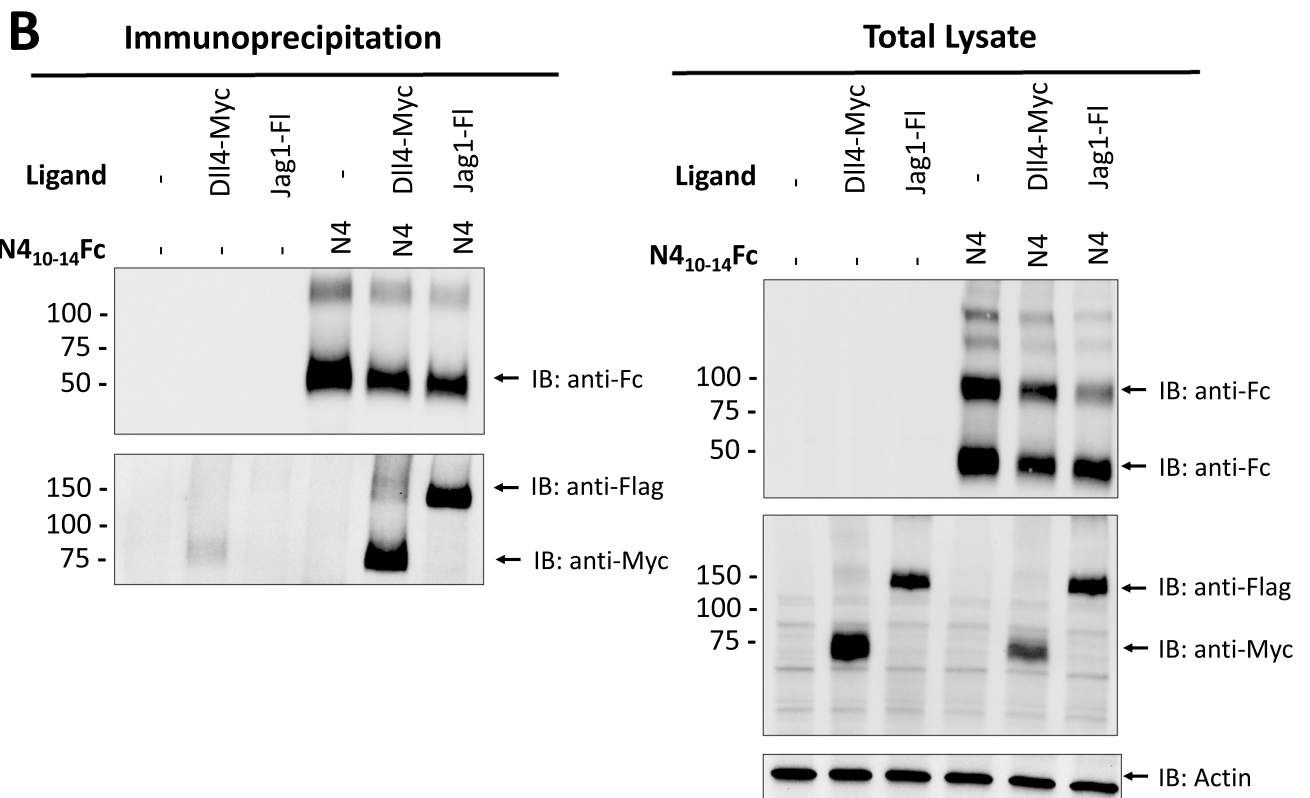 B
Immunoprecipitation
Ligand - Dll4-Myc Jag1-Fl - Dll4-Myc Jag1-Fl
N4₁₀₋₁₄Fc - - - N4 N4 N4
100 -
75 -
50 -
IB: anti-Fc
150 -
IB: anti-Flag
100 -
75 -
IB: anti-Myc
Total Lysate
Ligand - Dll4-Myc Jag1-Fl - Dll4-Myc Jag1-Fl
N4₁₀₋₁₄Fc - - - N4 N4 N4
100 -
IB: anti-Fc
75 -
50 -
IB: anti-Fc
150 -
IB: anti-Flag
100 -
75 -
IB: anti-Myc
IB: Actin